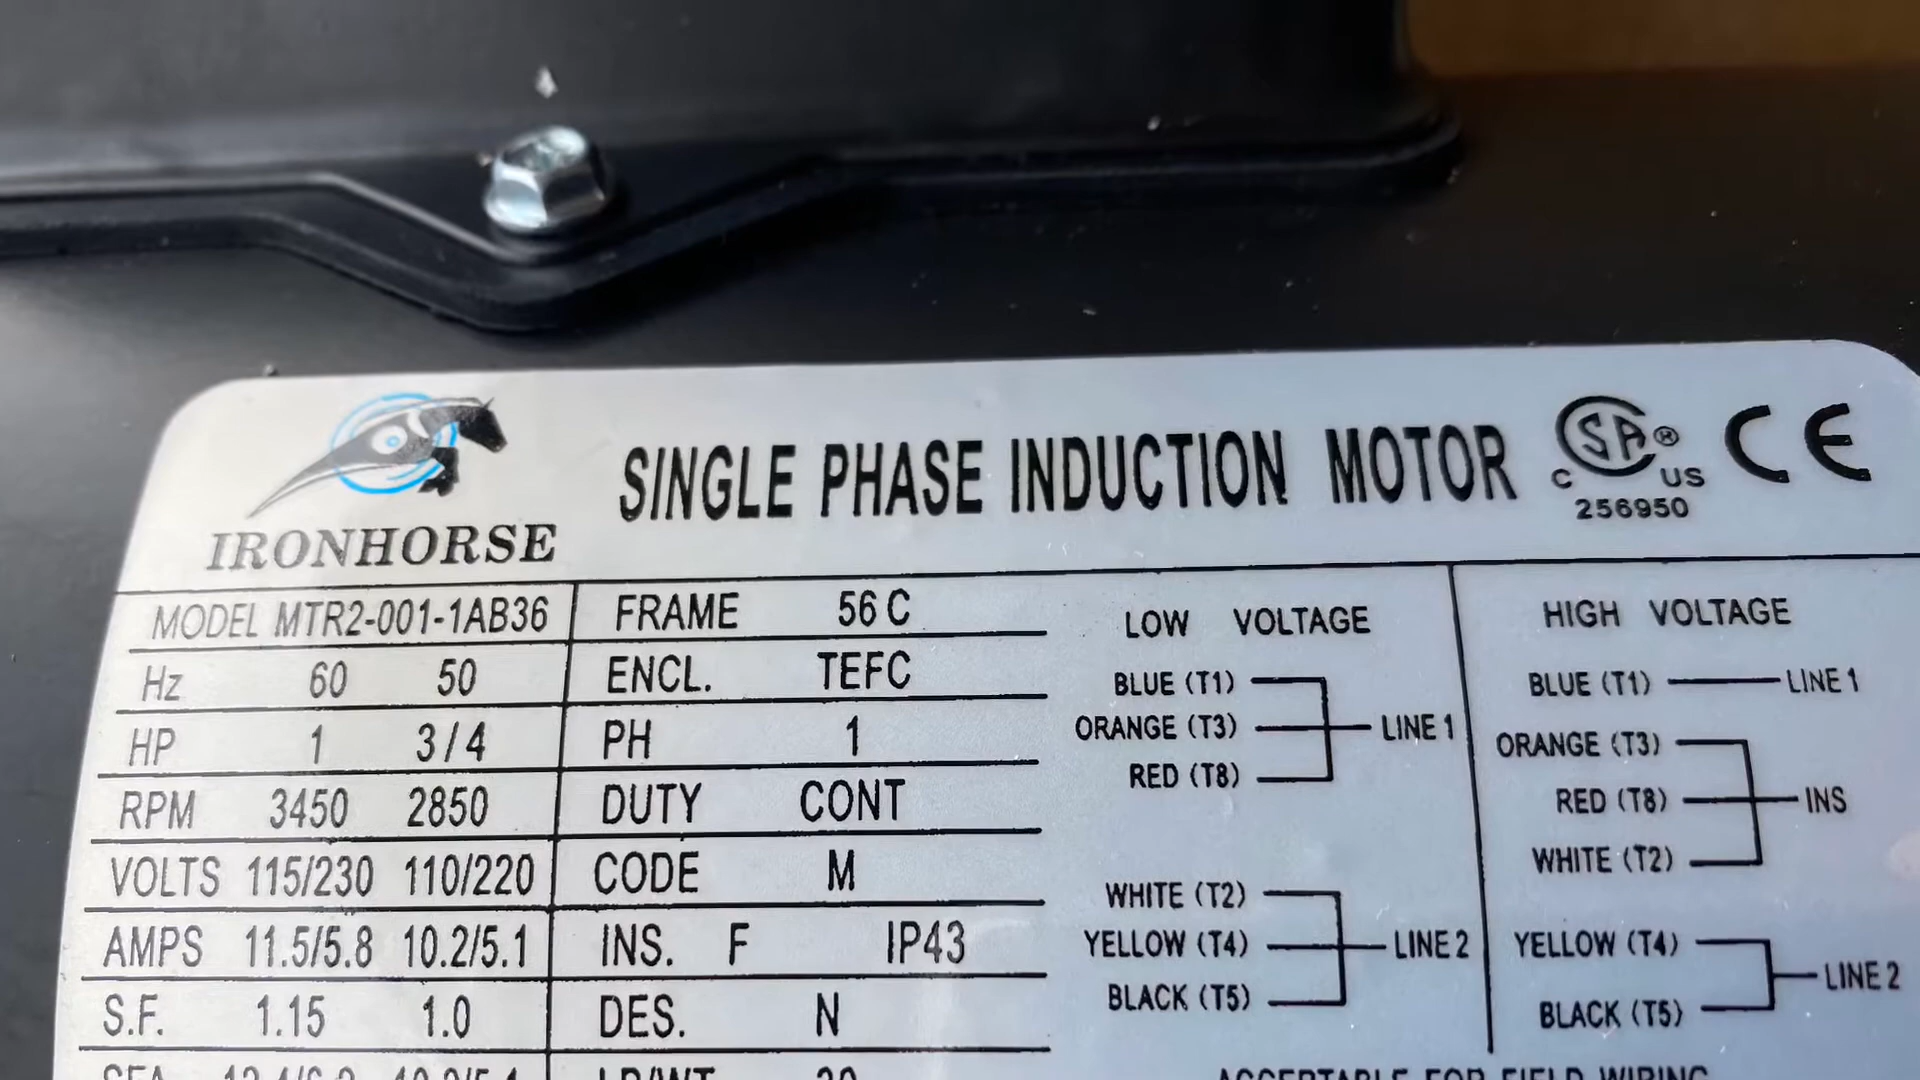 IRONHORSE
SINGLE PHASE INDUCTION MOTOR
CSA® C US
256950
CE
MODEL MTR2-001-1AB36
Hz 60 50
HP 1 3/4
RPM 3450 2850
VOLTS 115/230 110/220
AMPS 11.5/5.8 10.2/5.1
S.F. 1.15 1.0
FRAME 56C
ENCL. TEFC
PH 1
DUTY CONT
CODE M
INS. F IP43
DES. N
LOW VOLTAGE
BLUE (T1)
ORANGE (T3) LINE 1
RED (T8)
WHITE (T2)
YELLOW (T4) LINE 2
BLACK (T5)
HIGH VOLTAGE
BLUE (T1) LINE 1
ORANGE (T3)
RED (T8) INS
WHITE (T2)
YELLOW (T4)
LINE 2
BLACK (T5)
ACCEPTABLE FOR FIELD WIRING